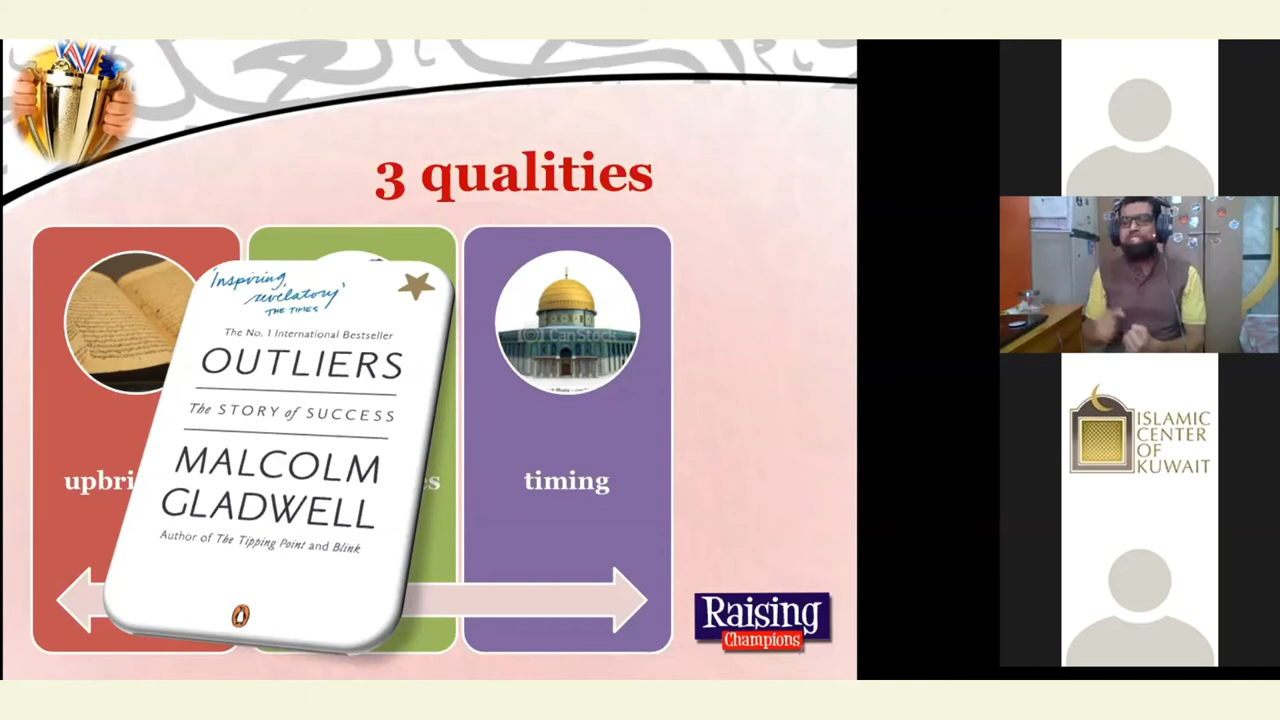 3 qualities
'Inspiring,
revelatory'
THE TIMES
The No. 1 International Bestseller
OUTLIERS
The STORY of SUCCESS
MALCOLM
GLADWELL
Author of The Tipping Point and Blink
timing
Raising
Champions
ISLAMIC
CENTER
OF
KUWAIT